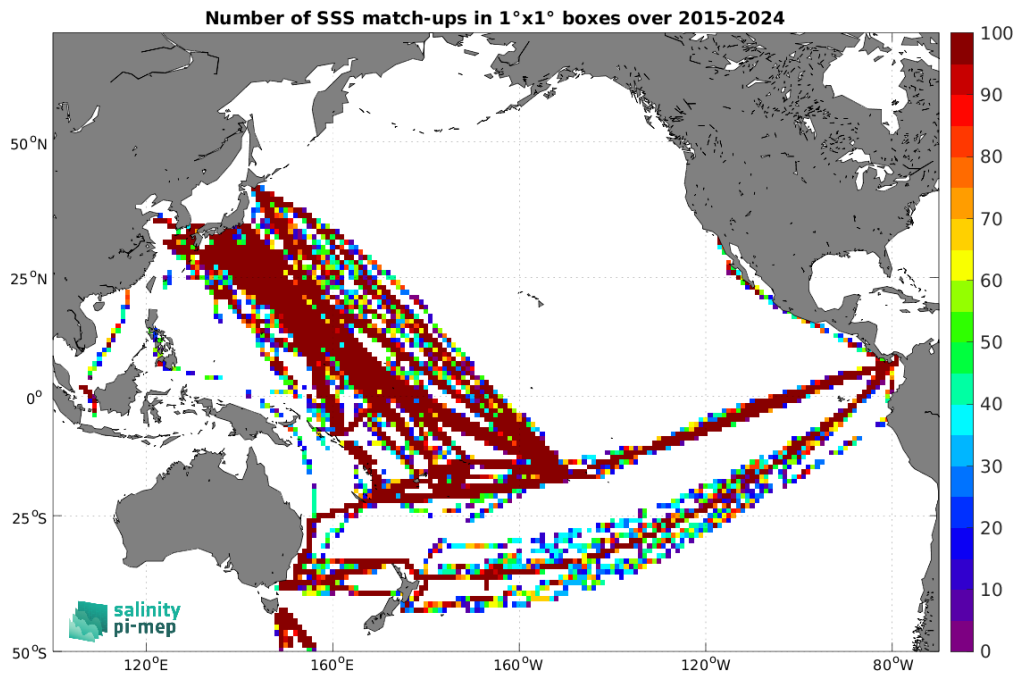 Number of SSS match-ups in 1°x1° boxes over 2015-2024
100
90
80
70
60
50
40
30
20
10
0
50°N
25°N
0°
25°S
50°S
120°E
160°E
160°W
120°W
80°W
salinity
pi-mep